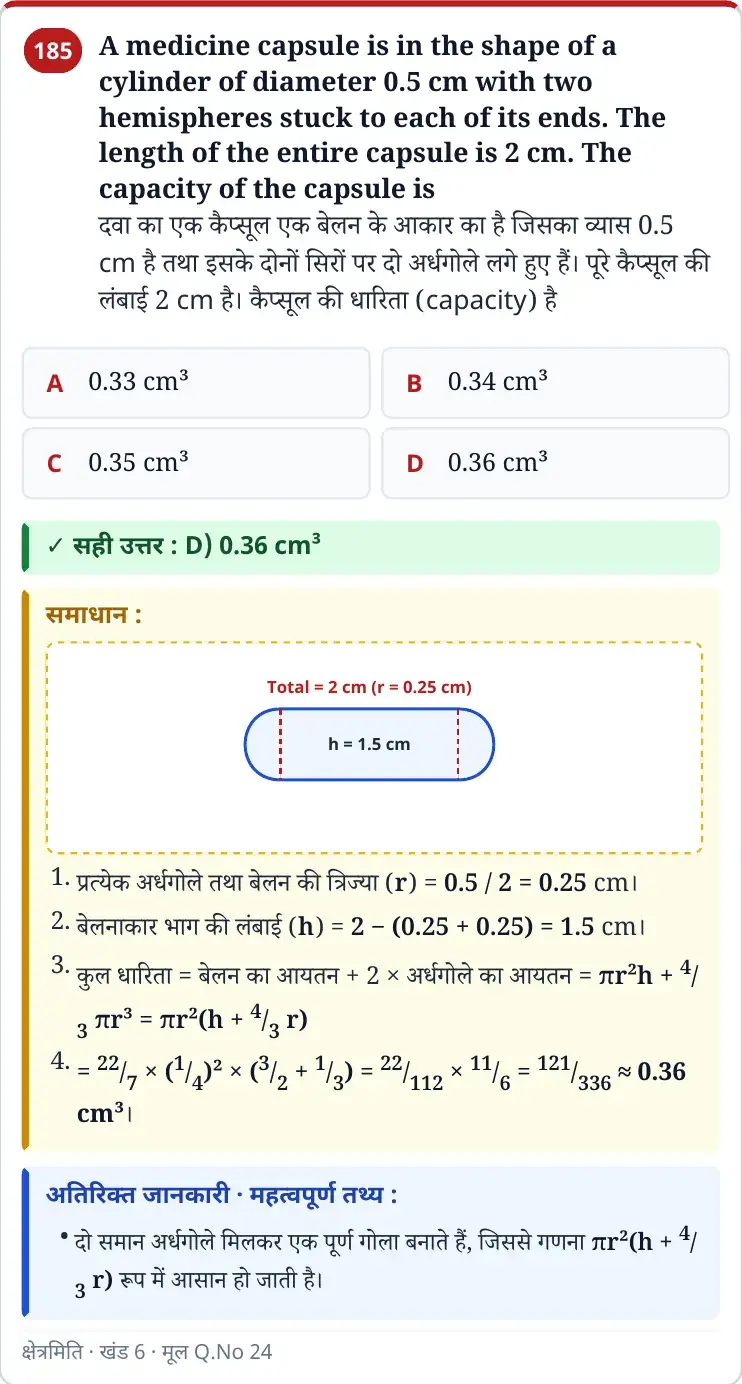 185
A medicine capsule is in the shape of a
cylinder of diameter 0.5 cm with two
hemispheres stuck to each of its ends. The
length of the entire capsule is 2 cm. The
capacity of the capsule is
दवा का एक कैप्सूल एक बेलन के आकार का है जिसका व्यास 0.5
cm है तथा इसके दोनों सिरों पर दो अर्धगोले लगे हुए हैं। पूरे कैप्सूल की
लंबाई 2 cm है। कैप्सूल की धारिता (capacity) है
A 0.33 cm³
B 0.34 cm³
C 0.35 cm³
D 0.36 cm³
✓ सही उत्तर : D) 0.36 cm³
समाधान :
Total = 2 cm (r = 0.25 cm)
h = 1.5 cm
1. प्रत्येक अर्धगोले तथा बेलन की त्रिज्या (r) = 0.5 / 2 = 0.25 cm।
2. बेलनाकार भाग की लंबाई (h) = 2 − (0.25 + 0.25) = 1.5 cm।
3. कुल धारिता = बेलन का आयतन + 2 × अर्धगोले का आयतन = πr²h + ⁴/
₃ πr³ = πr²(h + ⁴/₃ r)
4. = ²²/₇ × (¹/₄)² × (³/₂ + ¹/₃) = ²²/₁₁₂ × ¹¹/₆ = ¹²¹/₃₃₆ ≈ 0.36
cm³।
अतिरिक्त जानकारी · महत्वपूर्ण तथ्य :
• दो समान अर्धगोले मिलकर एक पूर्ण गोला बनाते हैं, जिससे गणना πr²(h + ⁴/
₃ r) रूप में आसान हो जाती है।
क्षेत्रमिति · खंड 6 · मूल Q.No 24